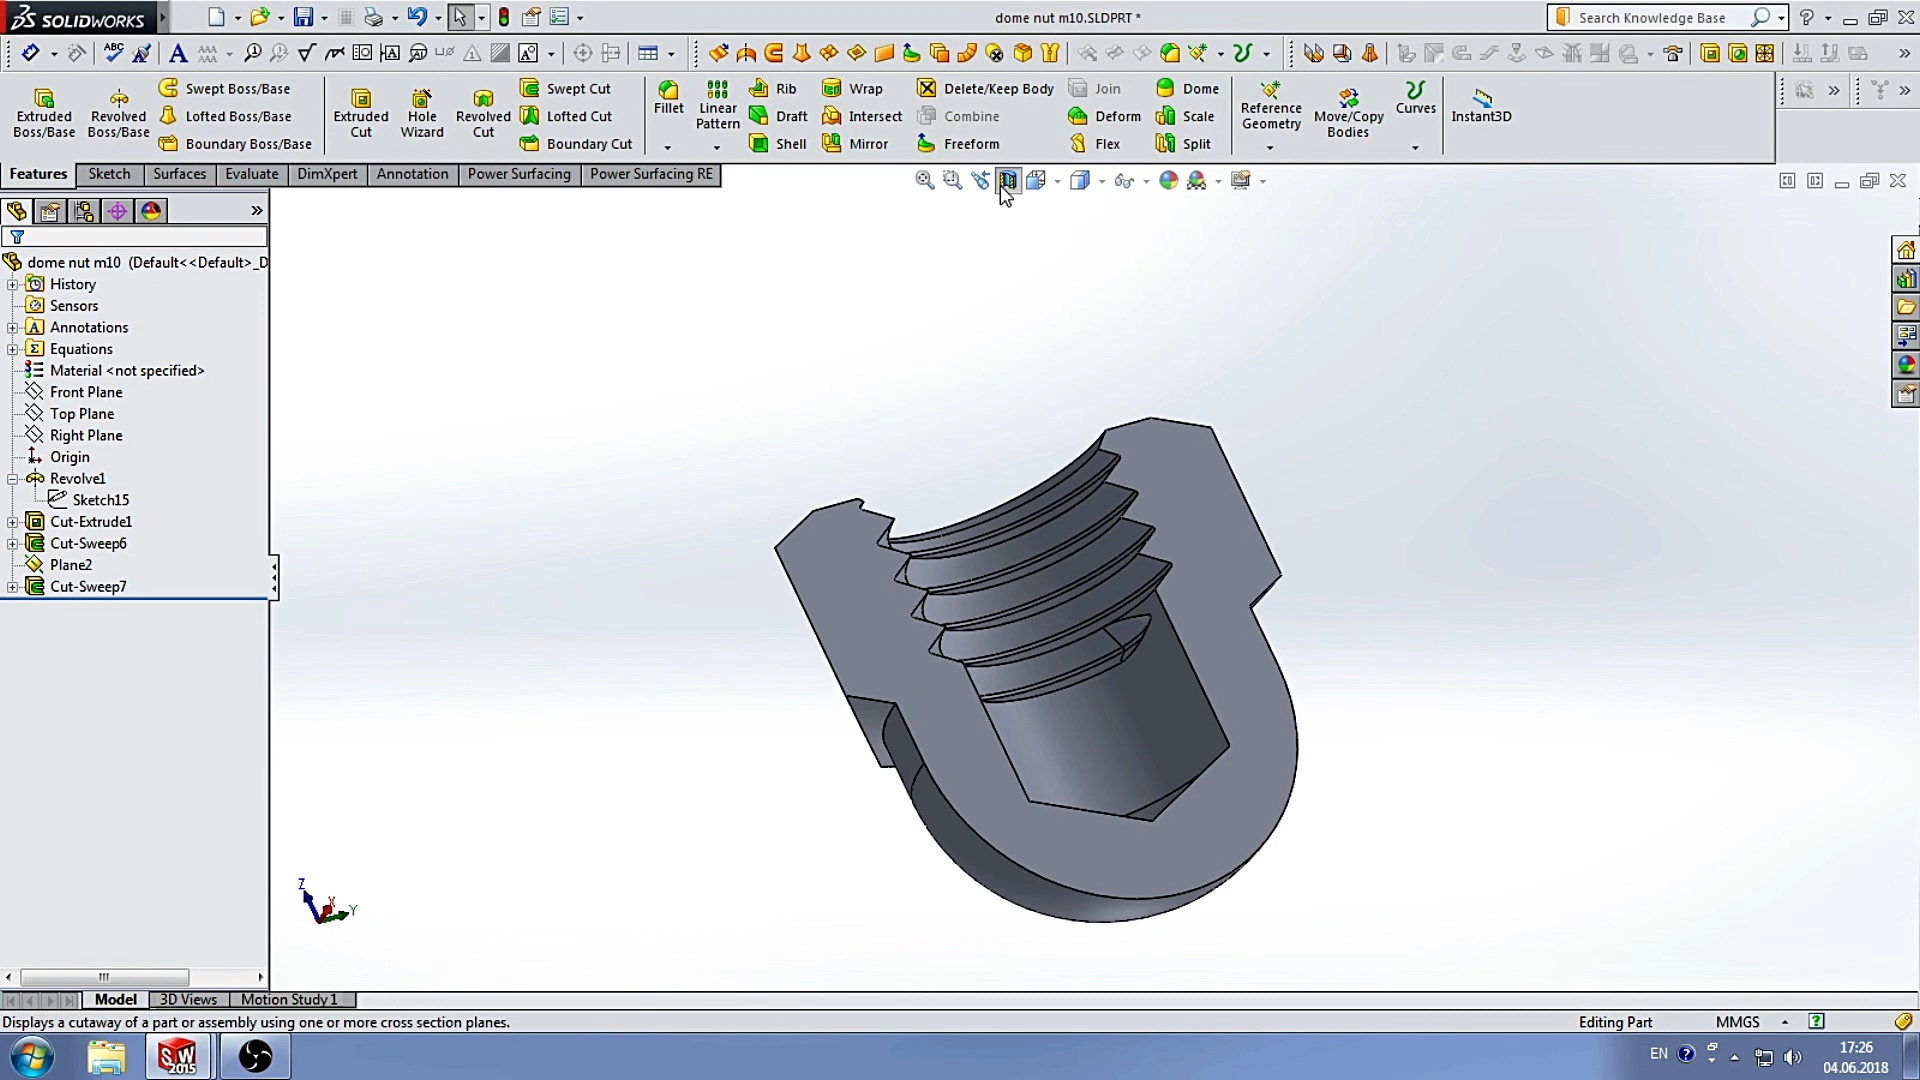 SOLIDWORKS
dome nut m10.SLDPRT *
Search Knowledge Base
ABC
Extruded Boss/Base
Revolved Boss/Base
Swept Boss/Base
Lofted Boss/Base
Boundary Boss/Base
Extruded Cut
Hole Wizard
Revolved Cut
Swept Cut
Lofted Cut
Boundary Cut
Fillet
Linear Pattern
Rib
Draft
Shell
Wrap
Intersect
Mirror
Delete/Keep Body
Combine
Freeform
Join
Deform
Flex
Dome
Scale
Split
Reference Geometry
Move/Copy Bodies
Curves
Instant3D
Features
Sketch
Surfaces
Evaluate
DimXpert
Annotation
Power Surfacing
Power Surfacing RE
dome nut m10 (Default<<Default>_D
History
Sensors
Annotations
Equations
Material <not specified>
Front Plane
Top Plane
Right Plane
Origin
Revolve1
Sketch15
Cut-Extrude1
Cut-Sweep6
Plane2
Cut-Sweep7
Z
X
Y
Model
3D Views
Motion Study 1
Displays a cutaway of a part or assembly using one or more cross section planes.
Editing Part
MMGS
SW 2015
EN
17:26
04.06.2018